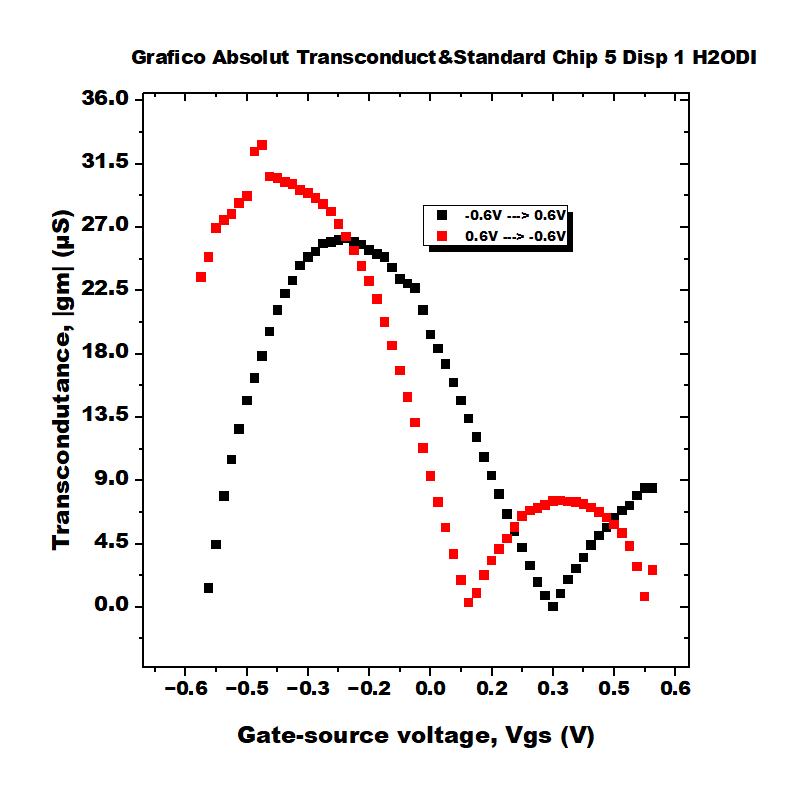 Grafico Absolut Transconduct&Standard Chip 5 Disp 1 H2ODI
36.0
31.5
27.0
22.5
18.0
13.5
9.0
4.5
0.0
Transcondutance, |gm| (µS)
-0.6V ---> 0.6V
0.6V ---> -0.6V
−0.6 −0.5 −0.3 −0.2 0.0 0.2 0.3 0.5 0.6
Gate-source voltage, Vgs (V)